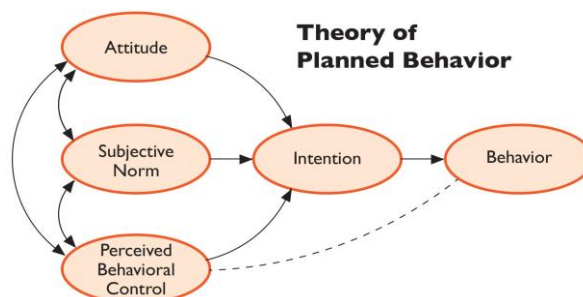 Theory of
Planned Behavior
Attitude
Subjective
Norm
Intention
Behavior
Perceived
Behavioral
Control